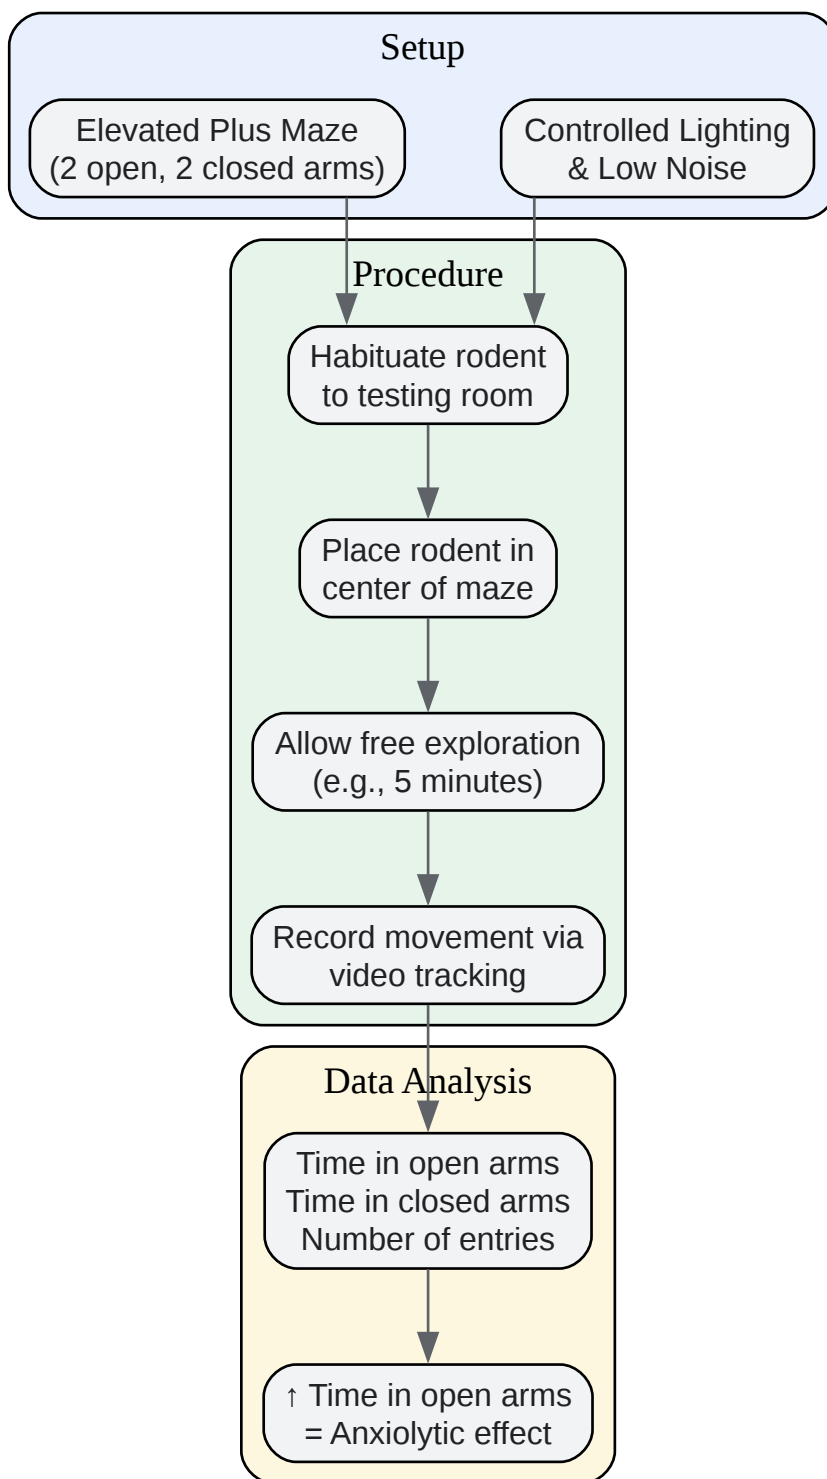 Setup
Elevated Plus Maze
(2 open, 2 closed arms)
Controlled Lighting
& Low Noise
Procedure
Habituate rodent
to testing room
Place rodent in
center of maze
Allow free exploration
(e.g., 5 minutes)
Record movement via
video tracking
Data Analysis
Time in open arms
Time in closed arms
Number of entries
↑ Time in open arms
= Anxiolytic effect